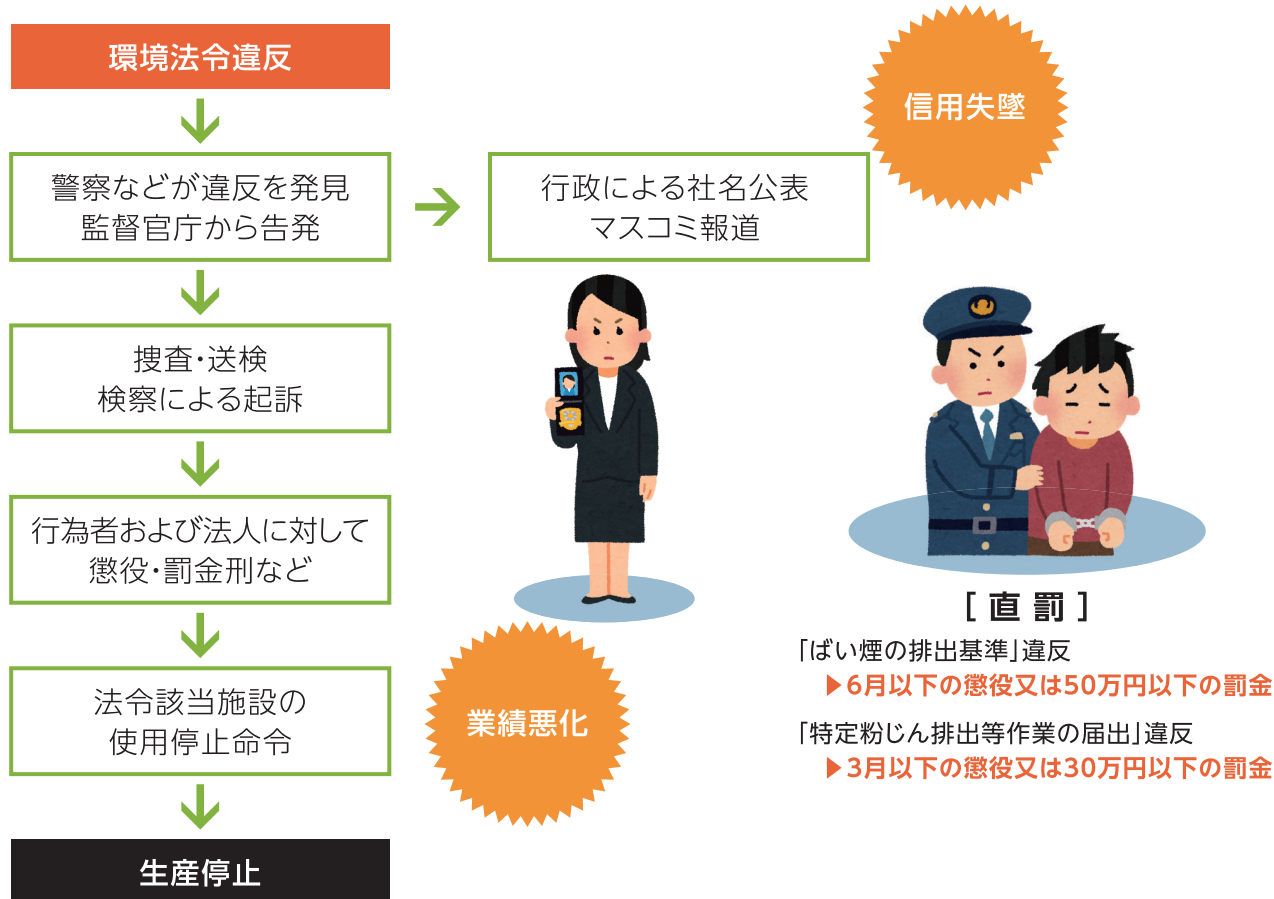 環境法令違反
警察などが違反を発見
監督官庁から告発
行政による社名公表
マスコミ報道
信用失墜
捜査・送検
検察による起訴
行為者および法人に対して
懲役・罰金刑など
法令該当施設の
使用停止命令
業績悪化
生産停止
［直罰］
「ばい煙の排出基準」違反
▶6月以下の懲役又は50万円以下の罰金
「特定粉じん排出等作業の届出」違反
▶3月以下の懲役又は30万円以下の罰金